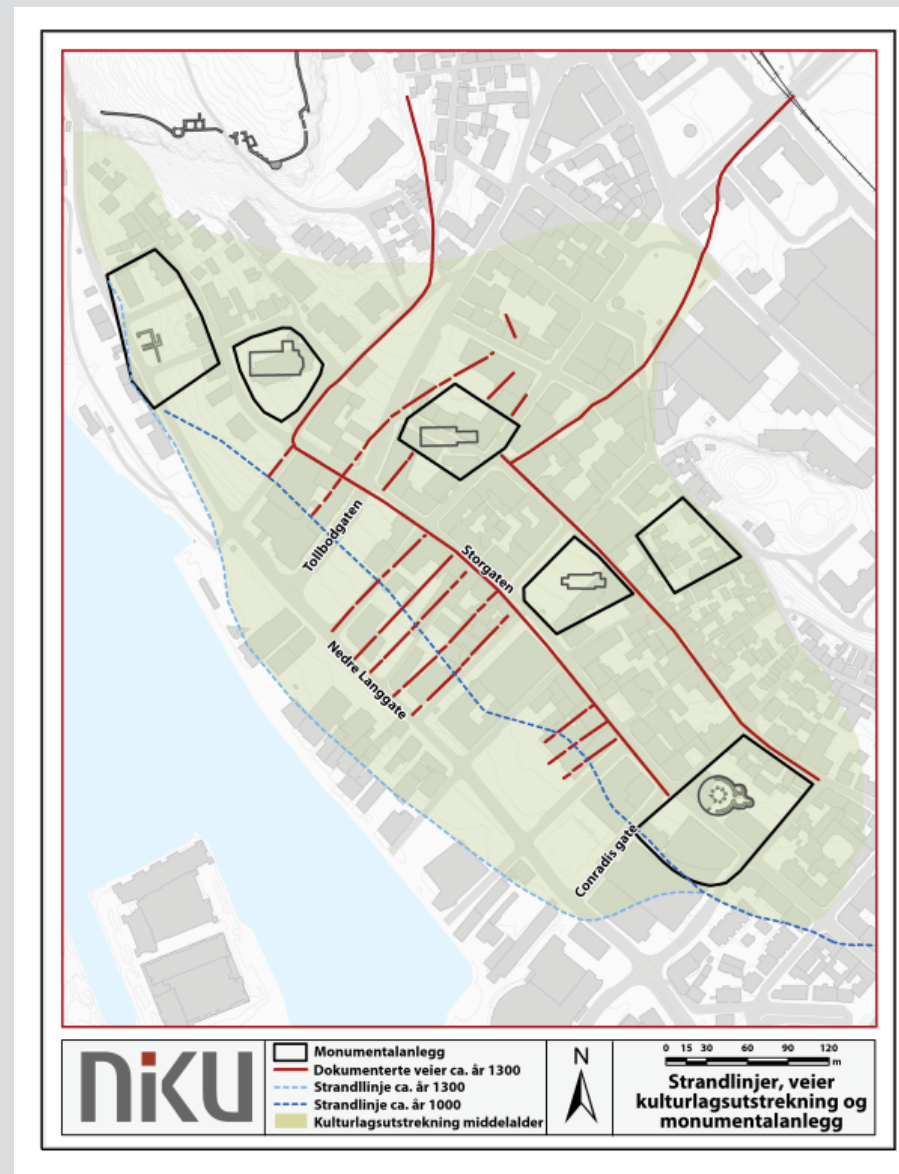 Tollbodgaten
Storgaten
Nedre Langgate
Conradis gate
niKU
Monumentalanlegg
Dokumenterte veier ca. år 1300
Strandllinje ca. år 1300
Strandlinje ca. år 1000
Kulturlagsutstrekning middelalder
N
0 15 30 60 90 120
m
Strandlinjer, veier
kulturlagsutstrekning og
monumentalanlegg